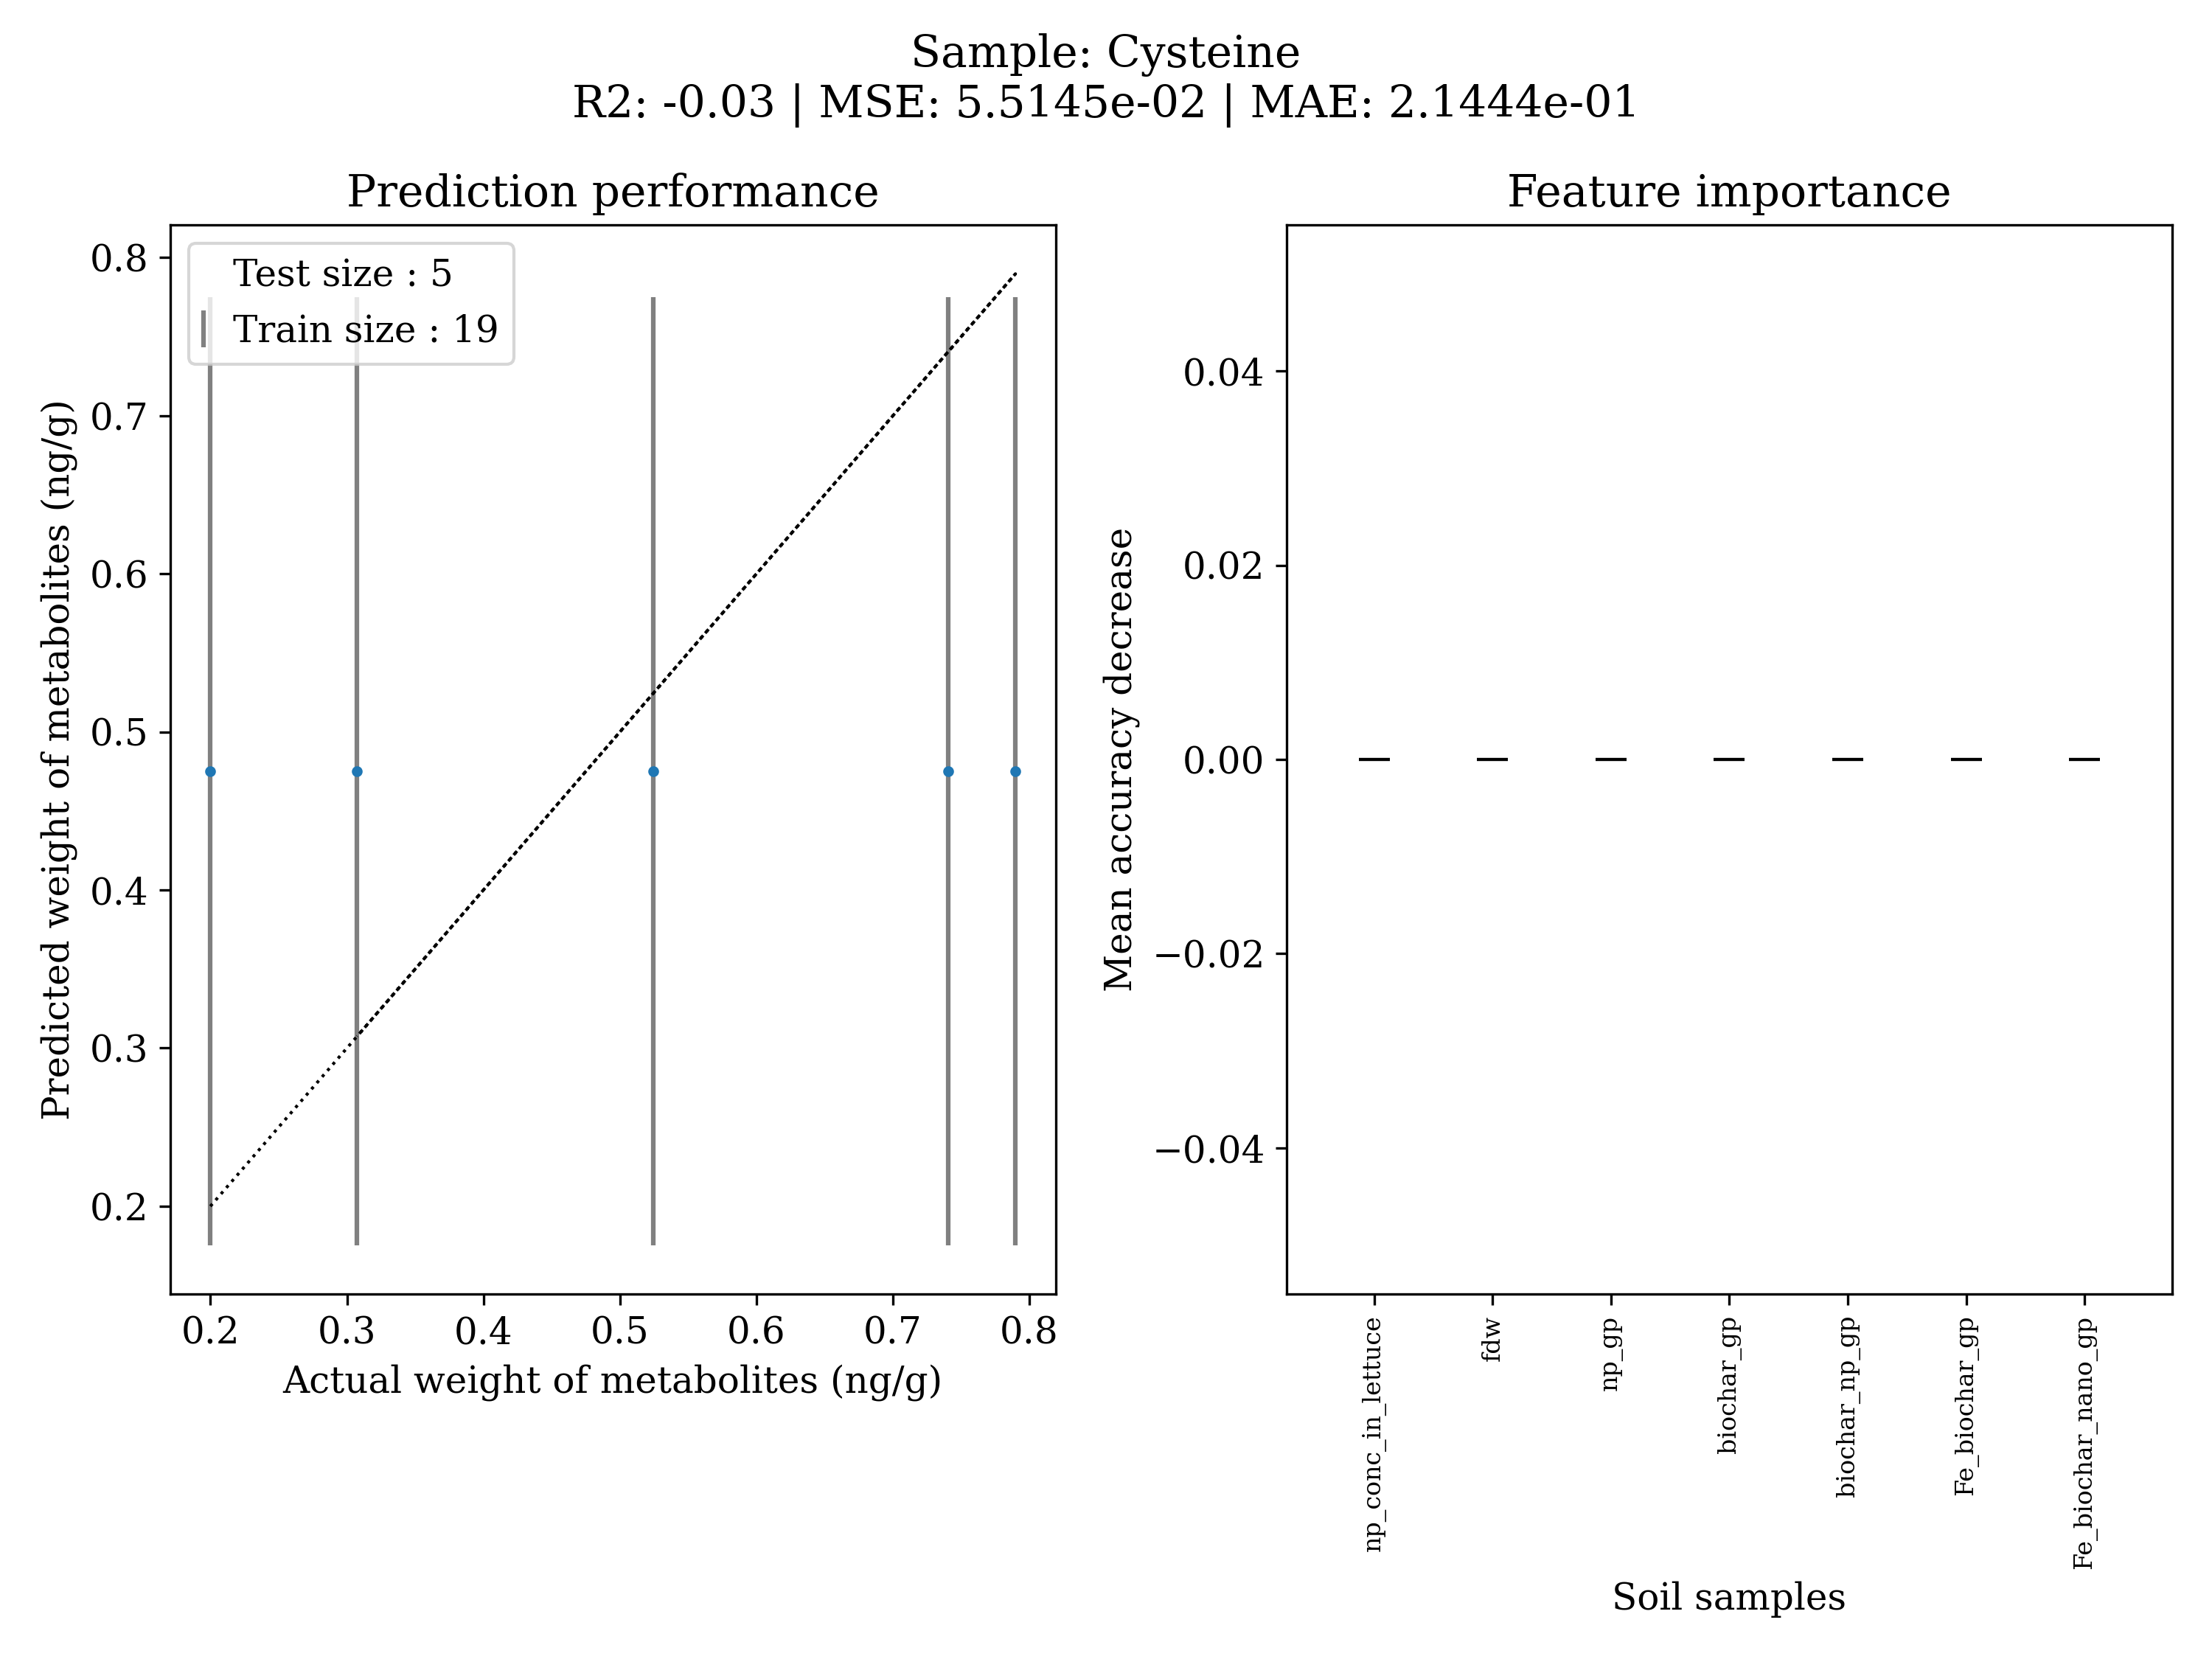 Sample: Cysteine
R2: -0.03 | MSE: 5.5145e-02 | MAE: 2.1444e-01
Prediction performance
Test size : 5
Train size : 19
0.8
0.7
0.6
0.5
0.4
0.3
0.2
Predicted weight of metabolites (ng/g)
0.2 0.3 0.4 0.5 0.6 0.7 0.8
Actual weight of metabolites (ng/g)
Feature importance
0.04
0.02
0.00
−0.02
−0.04
Mean accuracy decrease
np_conc_in_lettuce
fdw
np_gp
biochar_gp
biochar_np_gp
Fe_biochar_gp
Fe_biochar_nano_gp
Soil samples